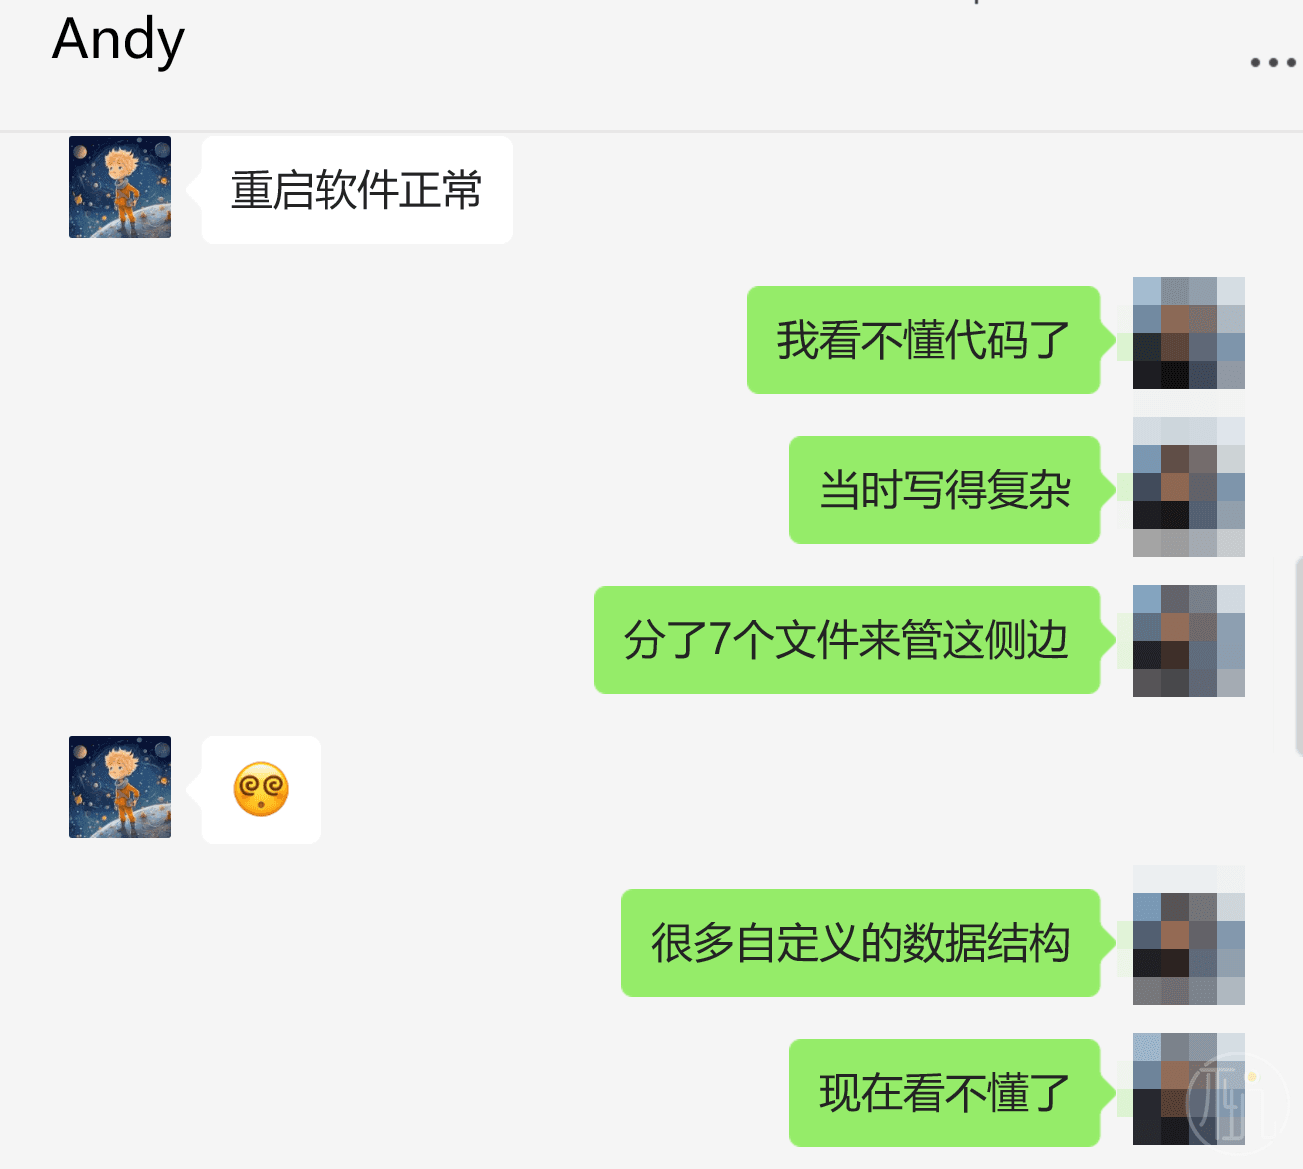 Andy
重启软件正常
我看不懂代码了
当时写得复杂
分了7个文件来管这侧边
很多自定义的数据结构
现在看不懂了